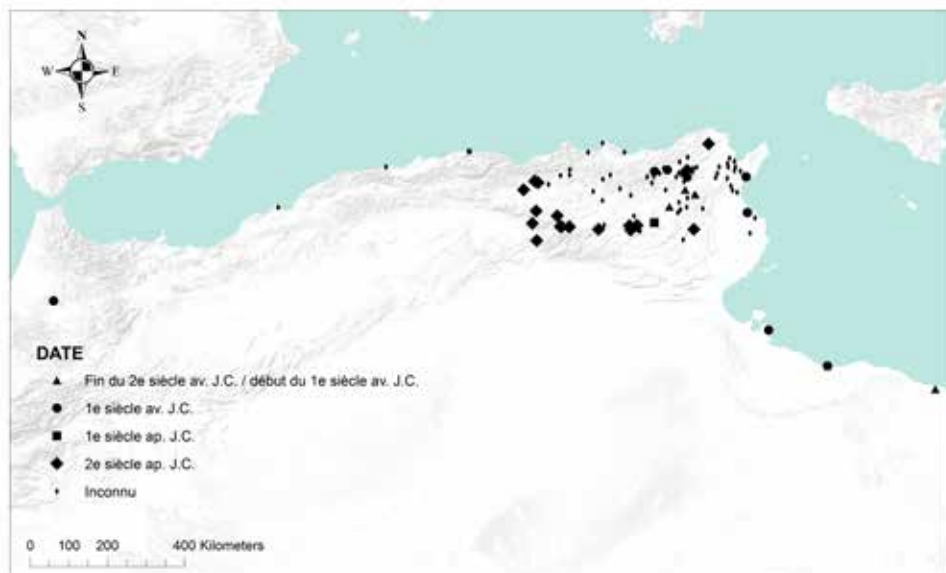 N
W E
S
DATE
Fin du 2e siècle av. J.C. / début du 1e siècle av. J.C.
1e siècle av. J.C.
1e siècle ap. J.C.
2e siècle ap. J.C.
Inconnu
0 100 200 400 Kilometers